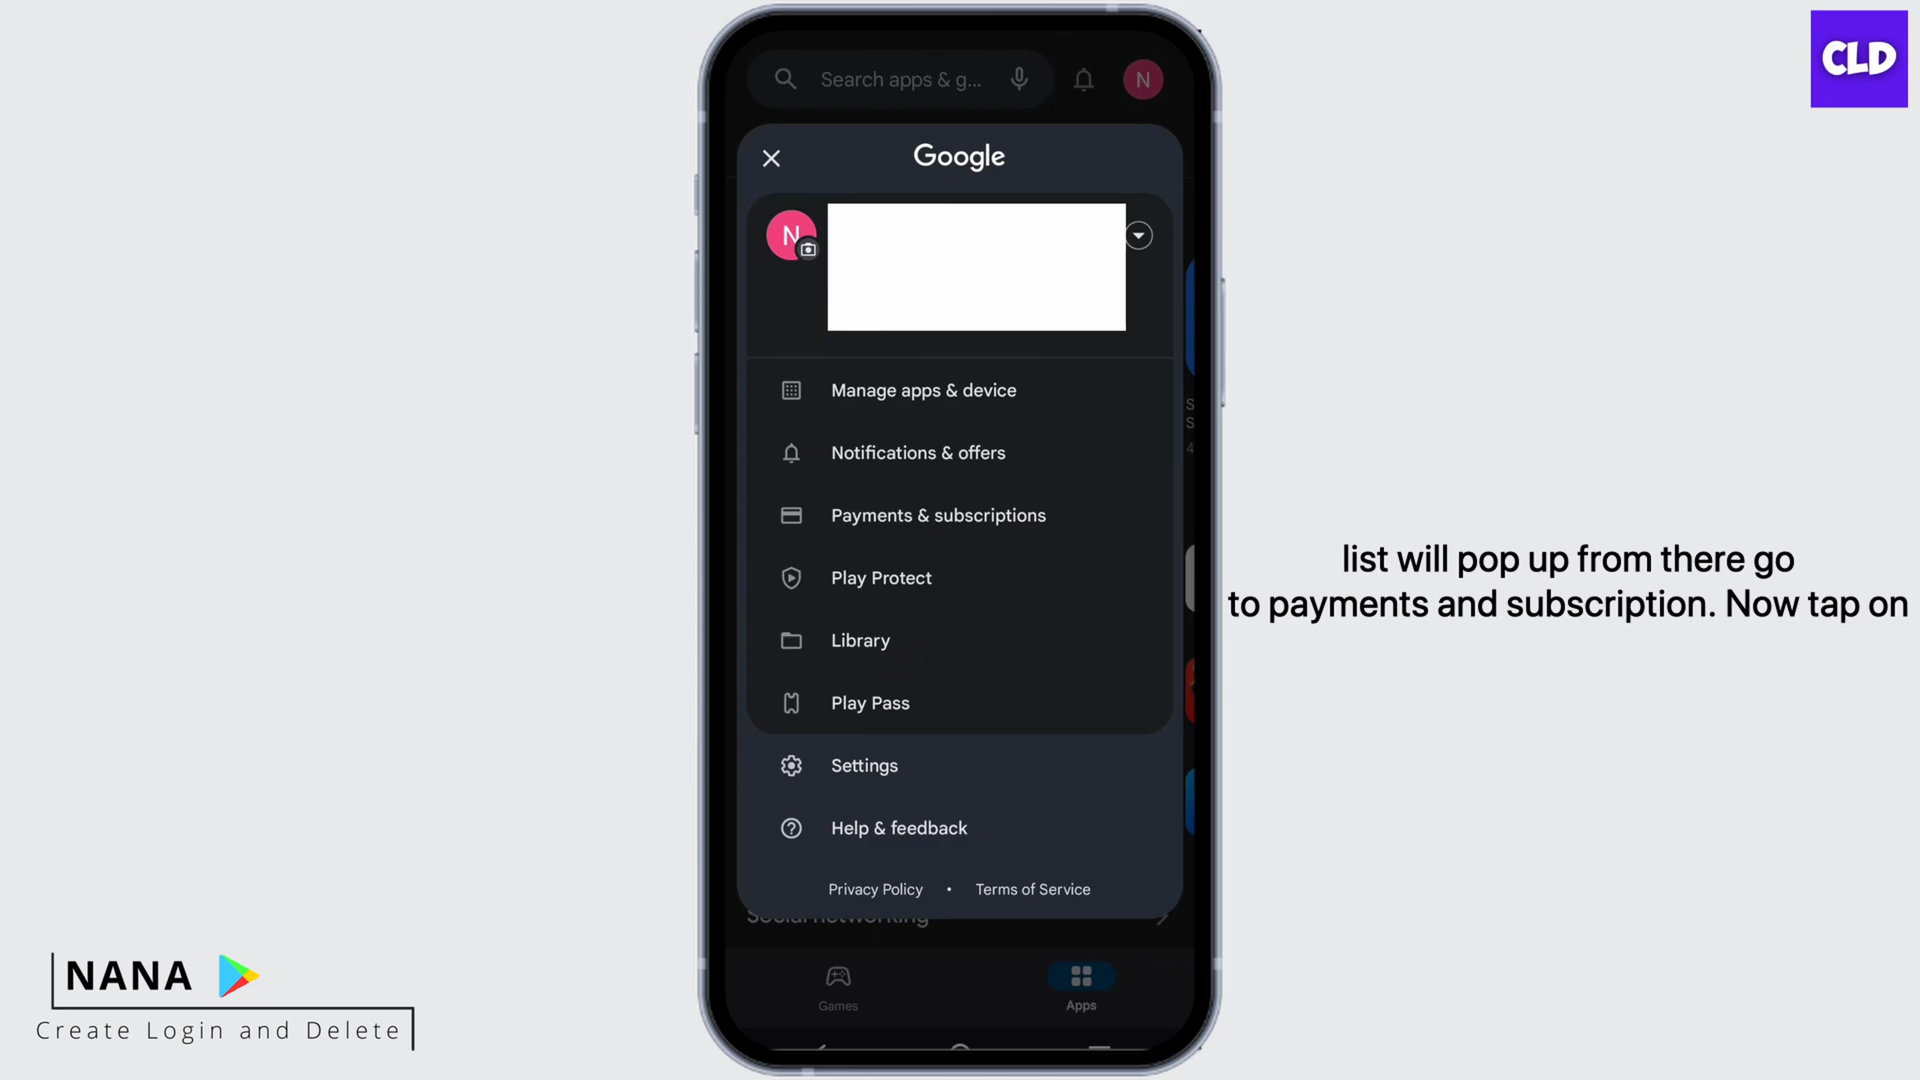 CLD
Search apps & g...
N
Google
N
Manage apps & device
Notifications & offers
Payments & subscriptions
Play Protect
Library
Play Pass
Settings
Help & feedback
Privacy Policy • Terms of Service
Social networking
Games
Apps
list will pop up from there go
to payments and subscription. Now tap on
NANA
Create Login and Delete